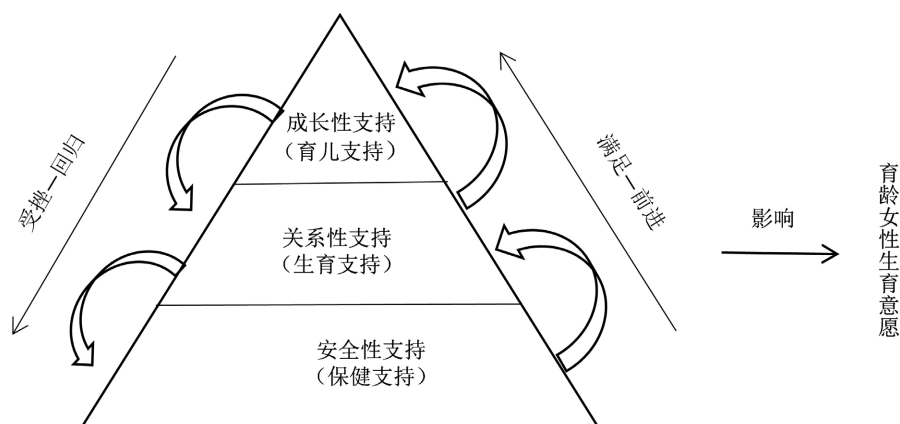 成长性支持
（育儿支持）
关系性支持
（生育支持）
安全性支持
（保健支持）
受挫—回归
满足—前进
影响
育龄女性生育意愿